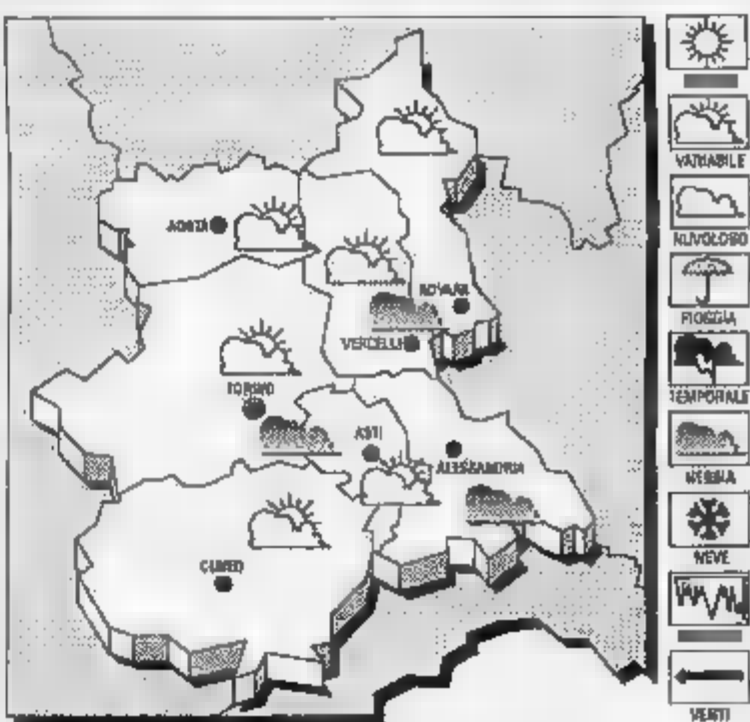 VARIABILE
AOSTA
NUVOLOSO
NOVARA
PIOGGIA
VERCELLI
TORINO
TEMPORALE
ASTI
ALESSANDRIA
NEBBIA
NEVE
CUNEO
VENTI